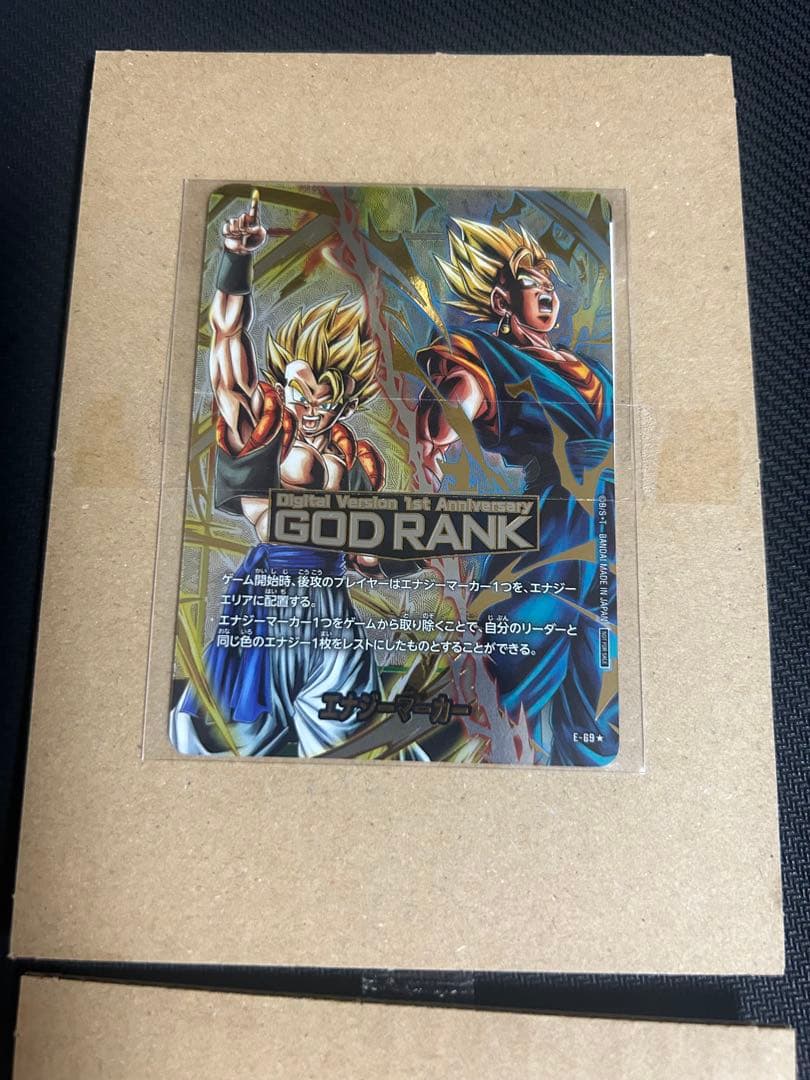 Digital Version 1st Anniversary
GOD RANK
ゲーム開始時、後攻のプレイヤーはエナジーマーカー1つを、エナジー
エリアに配置する。
・エナジーマーカー1つをゲームから取り除くことで、自分のリーダーと
同じ色のエナジー1枚をレストにしたものとすることができる。
エナジーマーカー
E-69★
©B/S・T BANDAI MADE IN JAPAN
NOT FOR SALE